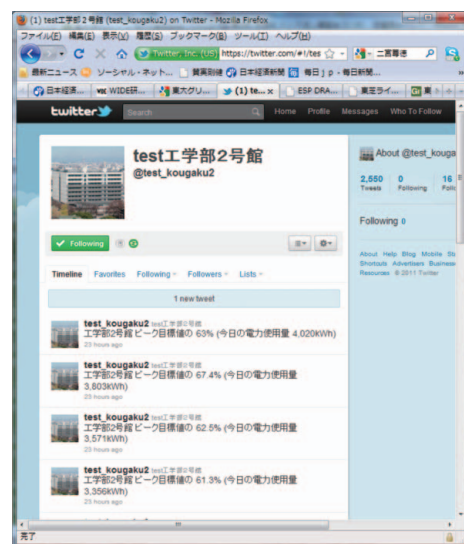 (1) test工学部2号館 (test_kougaku2) on Twitter - Mozilla Firefox
ファイル(F) 編集(E) 表示(V) 履歴(S) ブックマーク(B) ツール(T) ヘルプ(H)
Twitter, Inc. (US) https://twitter.com/#!/tes
最新ニュース ソーシャル・ネット... 日本経済新聞 毎日jp - 毎日新聞...
日本経済... WIDE研... 東大グリ... (1) te... ESP DRA... 東芝ライ...
twitter Search Home Profile Messages Who To Follow
test工学部2号館
@test_kougaku2
Following
Timeline Favorites Following Followers Lists
1 new tweet
test_kougaku2 test工学部2号館
工学部2号館 ピーク目標値の 63% (今日の電力使用量 4,020kWh)
23 hours ago
test_kougaku2 test工学部2号館
工学部2号館 ピーク目標値の 67.4% (今日の電力使用量
3,803kWh)
23 hours ago
test_kougaku2 test工学部2号館
工学部2号館 ピーク目標値の 62.5% (今日の電力使用量
3,571kWh)
23 hours ago
test_kougaku2 test工学部2号館
工学部2号館 ピーク目標値の 61.3% (今日の電力使用量
3,356kWh)
23 hours ago
About @test_kouga
2,550 0 16
Tweets Following Follo
Following 0
About Help Blog Mobile St
Shortcuts Advertisers Business
Resources © 2011 Twitter
完了